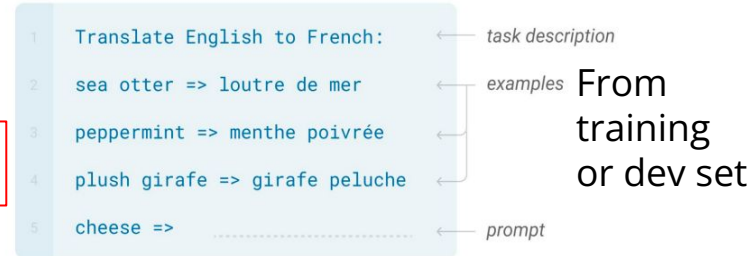 1 Translate English to French: task description
2 sea otter => loutre de mer examples
3 peppermint => menthe poivrée
4 plush girafe => girafe peluche
5 cheese => prompt
From
training
or dev set